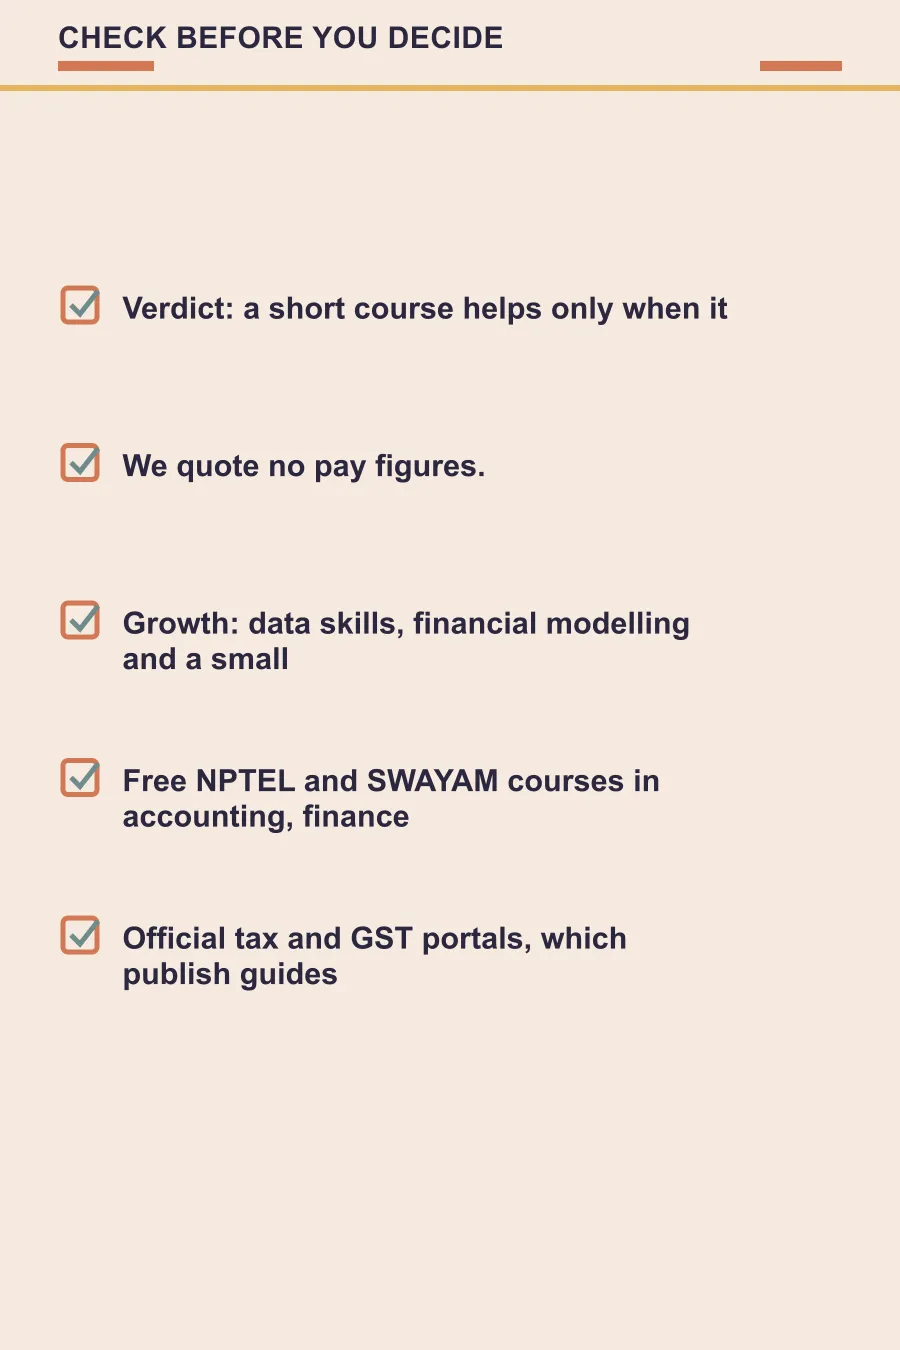 CHECK BEFORE YOU DECIDE
Verdict: a short course helps only when it
We quote no pay figures.
Growth: data skills, financial modelling
and a small
Free NPTEL and SWAYAM courses in
accounting, finance
Official tax and GST portals, which
publish guides